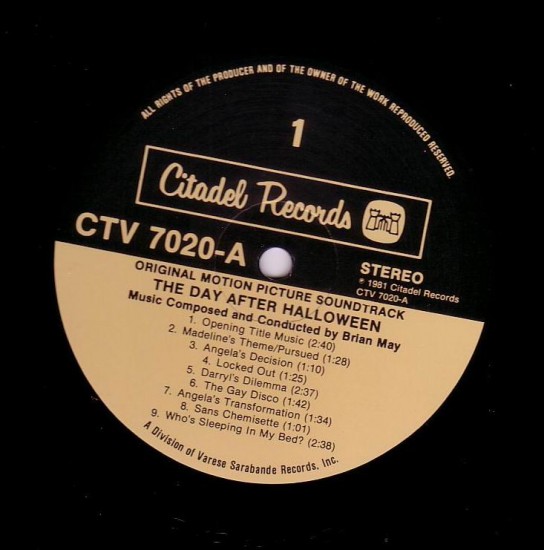 ALL RIGHTS OF THE PRODUCER AND OF THE OWNER OF THE WORK REPRODUCED RESERVED.
1
Citadel Records
CTV 7020-A
STEREO
℗ 1981 Citadel Records
CTV 7020-A
ORIGINAL MOTION PICTURE SOUNDTRACK
THE DAY AFTER HALLOWEEN
Music Composed and Conducted by Brian May
1. Opening Title Music (2:40)
2. Madeline's Theme/Pursued (1:28)
3. Angela's Decision (1:10)
4. Locked Out (1:25)
5. Darryl's Dilemma (2:37)
6. The Gay Disco (1:42)
7. Angela's Transformation (1:34)
8. Sans Chemisette (1:01)
9. Who's Sleeping In My Bed? (2:38)
A Division of Varese Sarabande Records, Inc.